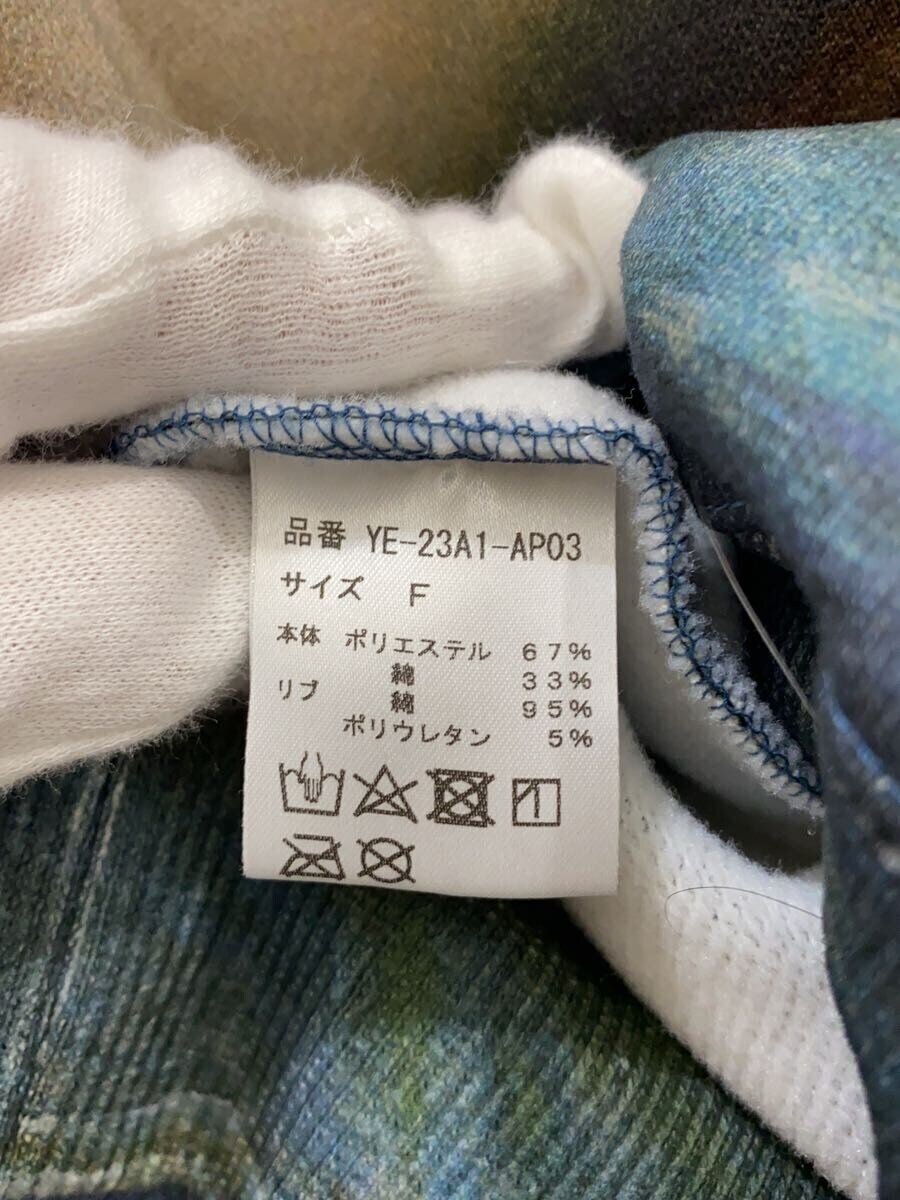 品番 YE-23A1-AP03
サイズ F
本体 ポリエステル 67%
綿 33%
リブ 綿 95%
ポリウレタン 5%